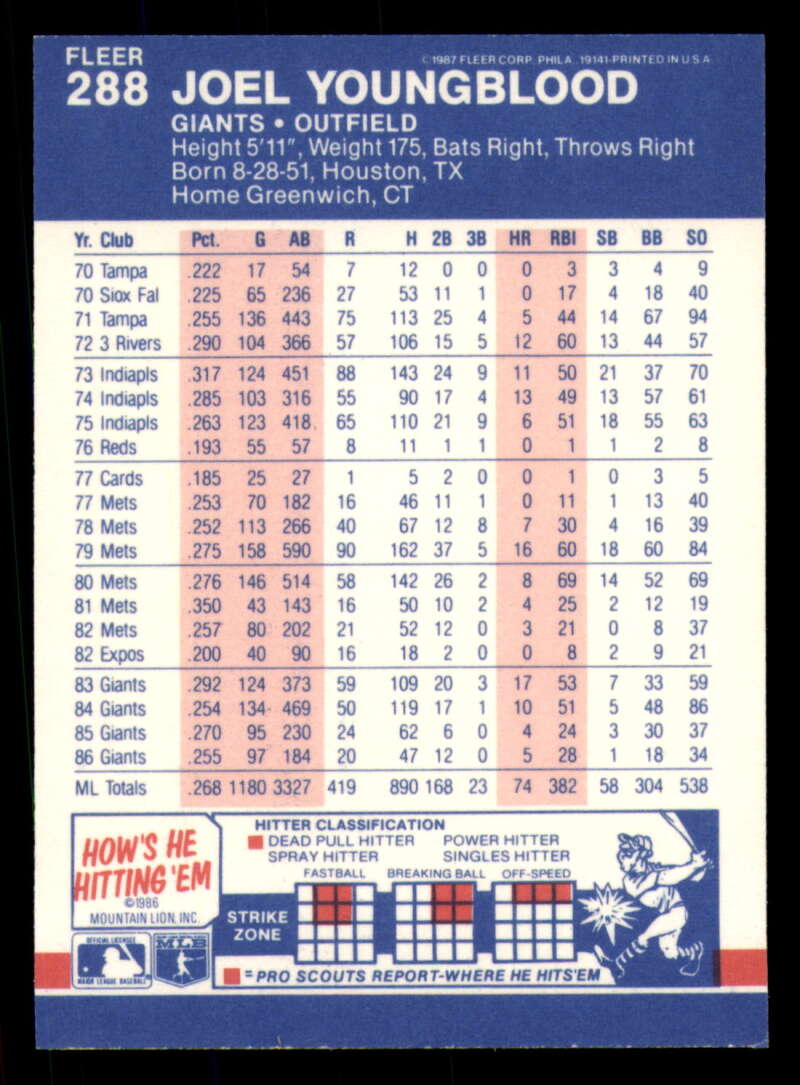 FLEER
©1987 FLEER CORP. PHILA. 19141-PRINTED IN U S A
288 JOEL YOUNGBLOOD
GIANTS • OUTFIELD
Height 5'11", Weight 175, Bats Right, Throws Right
Born 8-28-51, Houston, TX
Home Greenwich, CT
Yr. Club Pct. G AB R H 2B 3B HR RBI SB BB SO
70 Tampa .222 17 54 7 12 0 0 0 3 3 4 9
70 Siox Fal .225 65 236 27 53 11 1 0 17 4 18 40
71 Tampa .255 136 443 75 113 25 4 5 44 14 67 94
72 3 Rivers .290 104 366 57 106 15 5 12 60 13 44 57
73 Indiapls .317 124 451 88 143 24 9 11 50 21 37 70
74 Indiapls .285 103 316 55 90 17 4 13 49 13 57 61
75 Indiapls .263 123 418 65 110 21 9 6 51 18 55 63
76 Reds .193 55 57 8 11 1 1 0 1 1 2 8
77 Cards .185 25 27 1 5 2 0 0 1 0 3 5
77 Mets .253 70 182 16 46 11 1 0 11 1 13 40
78 Mets .252 113 266 40 67 12 8 7 30 4 16 39
79 Mets .275 158 590 90 162 37 5 16 60 18 60 84
80 Mets .276 146 514 58 142 26 2 8 69 14 52 69
81 Mets .350 43 143 16 50 10 2 4 25 2 12 19
82 Mets .257 80 202 21 52 12 0 3 21 0 8 37
82 Expos .200 40 90 16 18 2 0 0 8 2 9 21
83 Giants .292 124 373 59 109 20 3 17 53 7 33 59
84 Giants .254 134 469 50 119 17 1 10 51 5 48 86
85 Giants .270 95 230 24 62 6 0 4 24 3 30 37
86 Giants .255 97 184 20 47 12 0 5 28 1 18 34
ML Totals .268 1180 3327 419 890 168 23 74 382 58 304 538
HOW'S HE
HITTING 'EM
©1986
MOUNTAIN LION, INC.
HITTER CLASSIFICATION
DEAD PULL HITTER POWER HITTER
SPRAY HITTER SINGLES HITTER
FASTBALL BREAKING BALL OFF-SPEED
STRIKE
ZONE
=PRO SCOUTS REPORT-WHERE HE HITS'EM
OFFICIAL LICENSEE
MAJOR LEAGUE BASEBALL
MLB